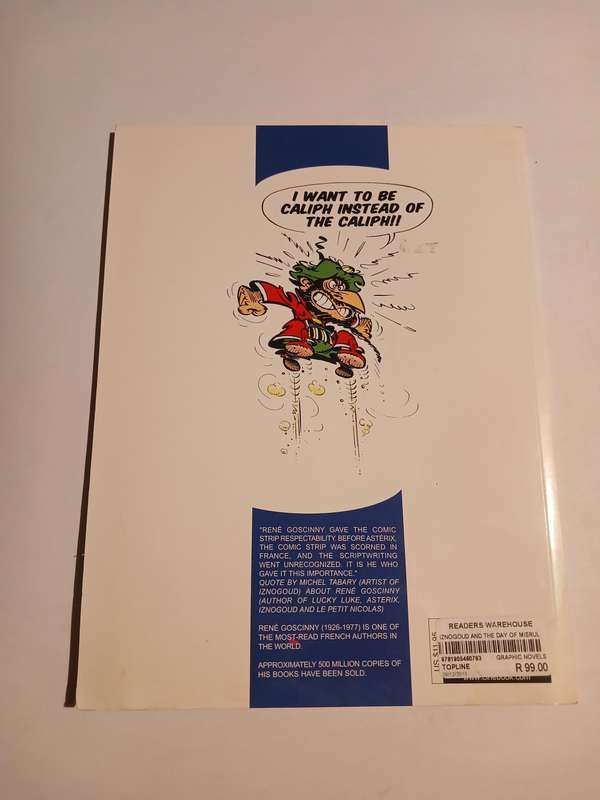 I WANT TO BE
CALIPH INSTEAD OF
THE CALIPH!!
"RENÉ GOSCINNY GAVE THE COMIC
STRIP RESPECTABILITY. BEFORE ASTÉRIX,
THE COMIC STRIP WAS SCORNED IN
FRANCE, AND THE SCRIPTWRITING
WENT UNRECOGNIZED. IT IS HE WHO
GAVE IT THIS IMPORTANCE."
QUOTE BY MICHEL TABARY (ARTIST OF
IZNOGOUD) ABOUT RENÉ GOSCINNY
(AUTHOR OF LUCKY LUKE, ASTERIX,
IZNOGOUD AND LE PETIT NICOLAS)
RENÉ GOSCINNY (1926-1977) IS ONE OF
THE MOST-READ FRENCH AUTHORS IN
THE WORLD.
APPROXIMATELY 500 MILLION COPIES OF
HIS BOOKS HAVE BEEN SOLD.
US $11.95
READERS WAREHOUSE
IZNOGOUD AND THE DAY OF MISRUL
9781905460793 GRAPHIC NOVELS
TOPLINE R 99.00